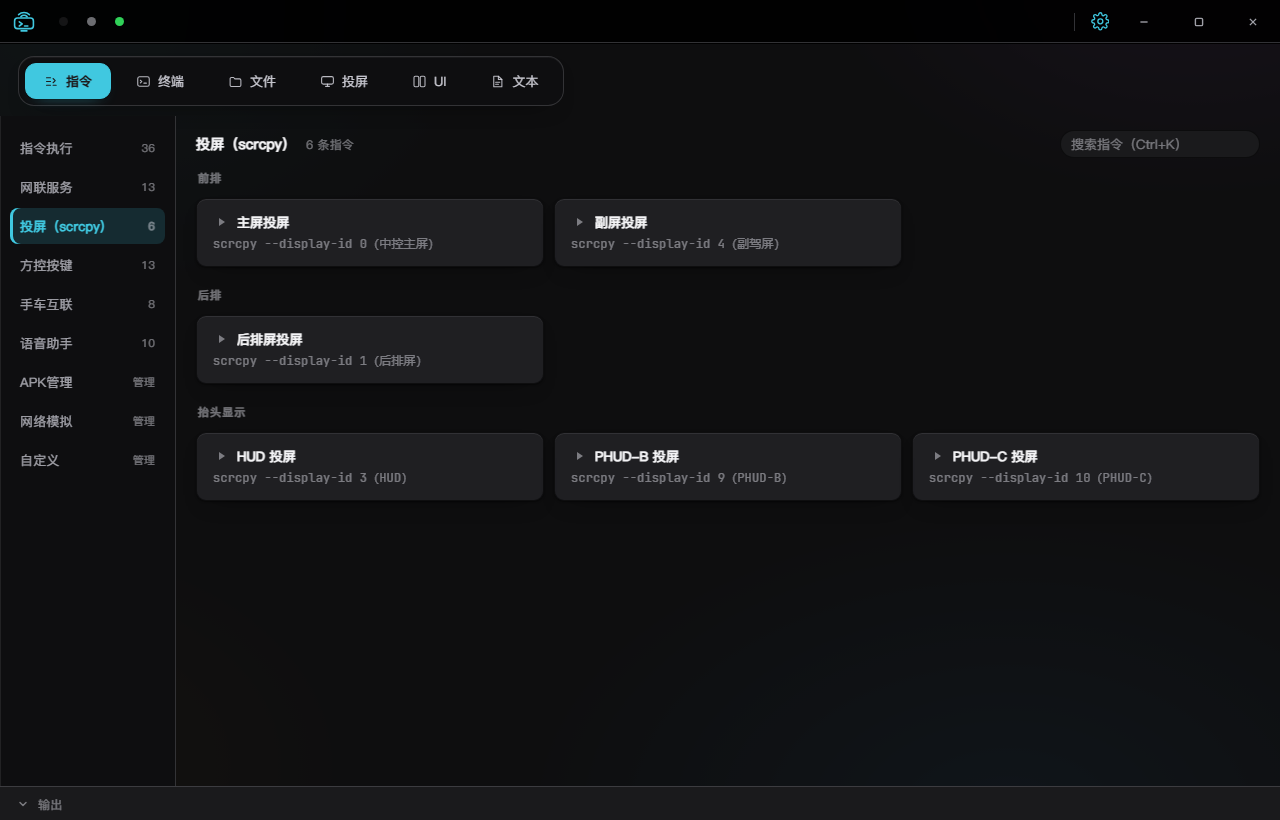 指令
终端
文件
投屏
UI
文本
指令执行 36
网联服务 13
投屏（scrcpy） 6
方控按键 13
手车互联 8
语音助手 10
APK管理 管理
网络模拟 管理
自定义 管理
投屏（scrcpy） 6 条指令
搜索指令（Ctrl+K）
前排
主屏投屏
scrcpy --display-id 0 (中控主屏)
副屏投屏
scrcpy --display-id 4 (副驾屏)
后排
后排屏投屏
scrcpy --display-id 1 (后排屏)
抬头显示
HUD 投屏
scrcpy --display-id 3 (HUD)
PHUD-B 投屏
scrcpy --display-id 9 (PHUD-B)
PHUD-C 投屏
scrcpy --display-id 10 (PHUD-C)
输出